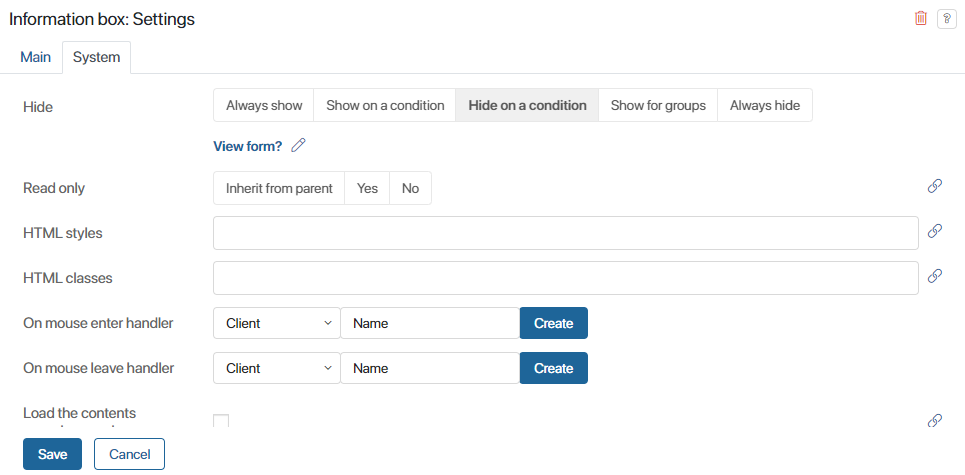 Information box: Settings
?
Main System
Hide Always show Show on a condition Hide on a condition Show for groups Always hide
View form?
Read only Inherit from parent Yes No
HTML styles
HTML classes
On mouse enter handler Client Name Create
On mouse leave handler Client Name Create
Load the contents
Save Cancel